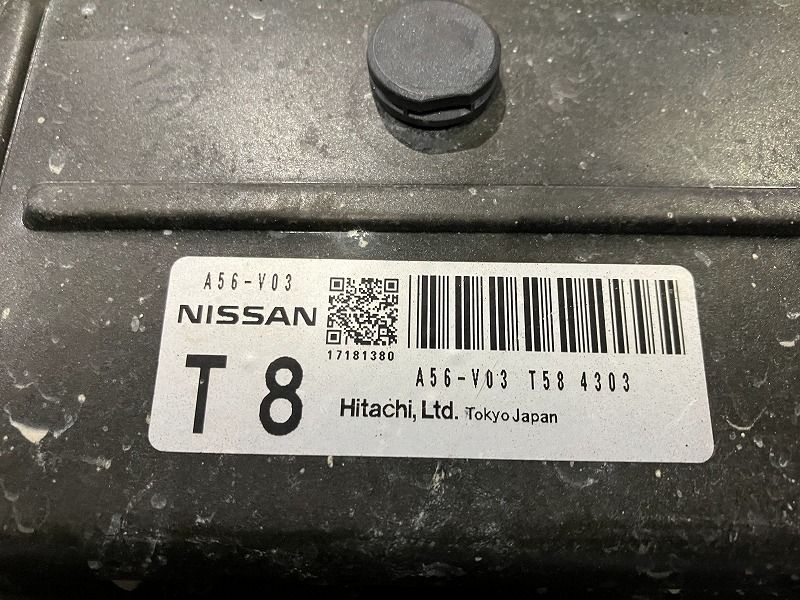 A56-V03
NISSAN
17181380
T 8
A56-V03 T58 4303
Hitachi, Ltd. Tokyo Japan